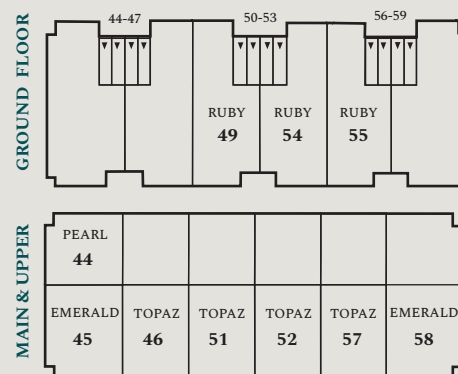 GROUND FLOOR
44-47 50-53 56-59
RUBY RUBY RUBY
49 54 55
MAIN & UPPER
PEARL
44
EMERALD TOPAZ TOPAZ TOPAZ TOPAZ EMERALD
45 46 51 52 57 58